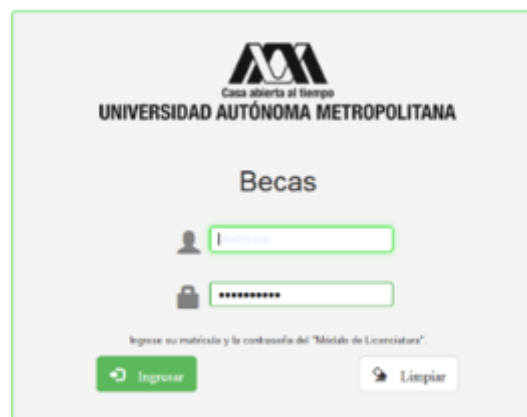 Casa abierta al tiempo
UNIVERSIDAD AUTÓNOMA METROPOLITANA
Becas
Matrícula
••••••••••
Ingrese su matrícula y la contraseña del "Módulo de Licenciatura".
Ingresar
Limpiar